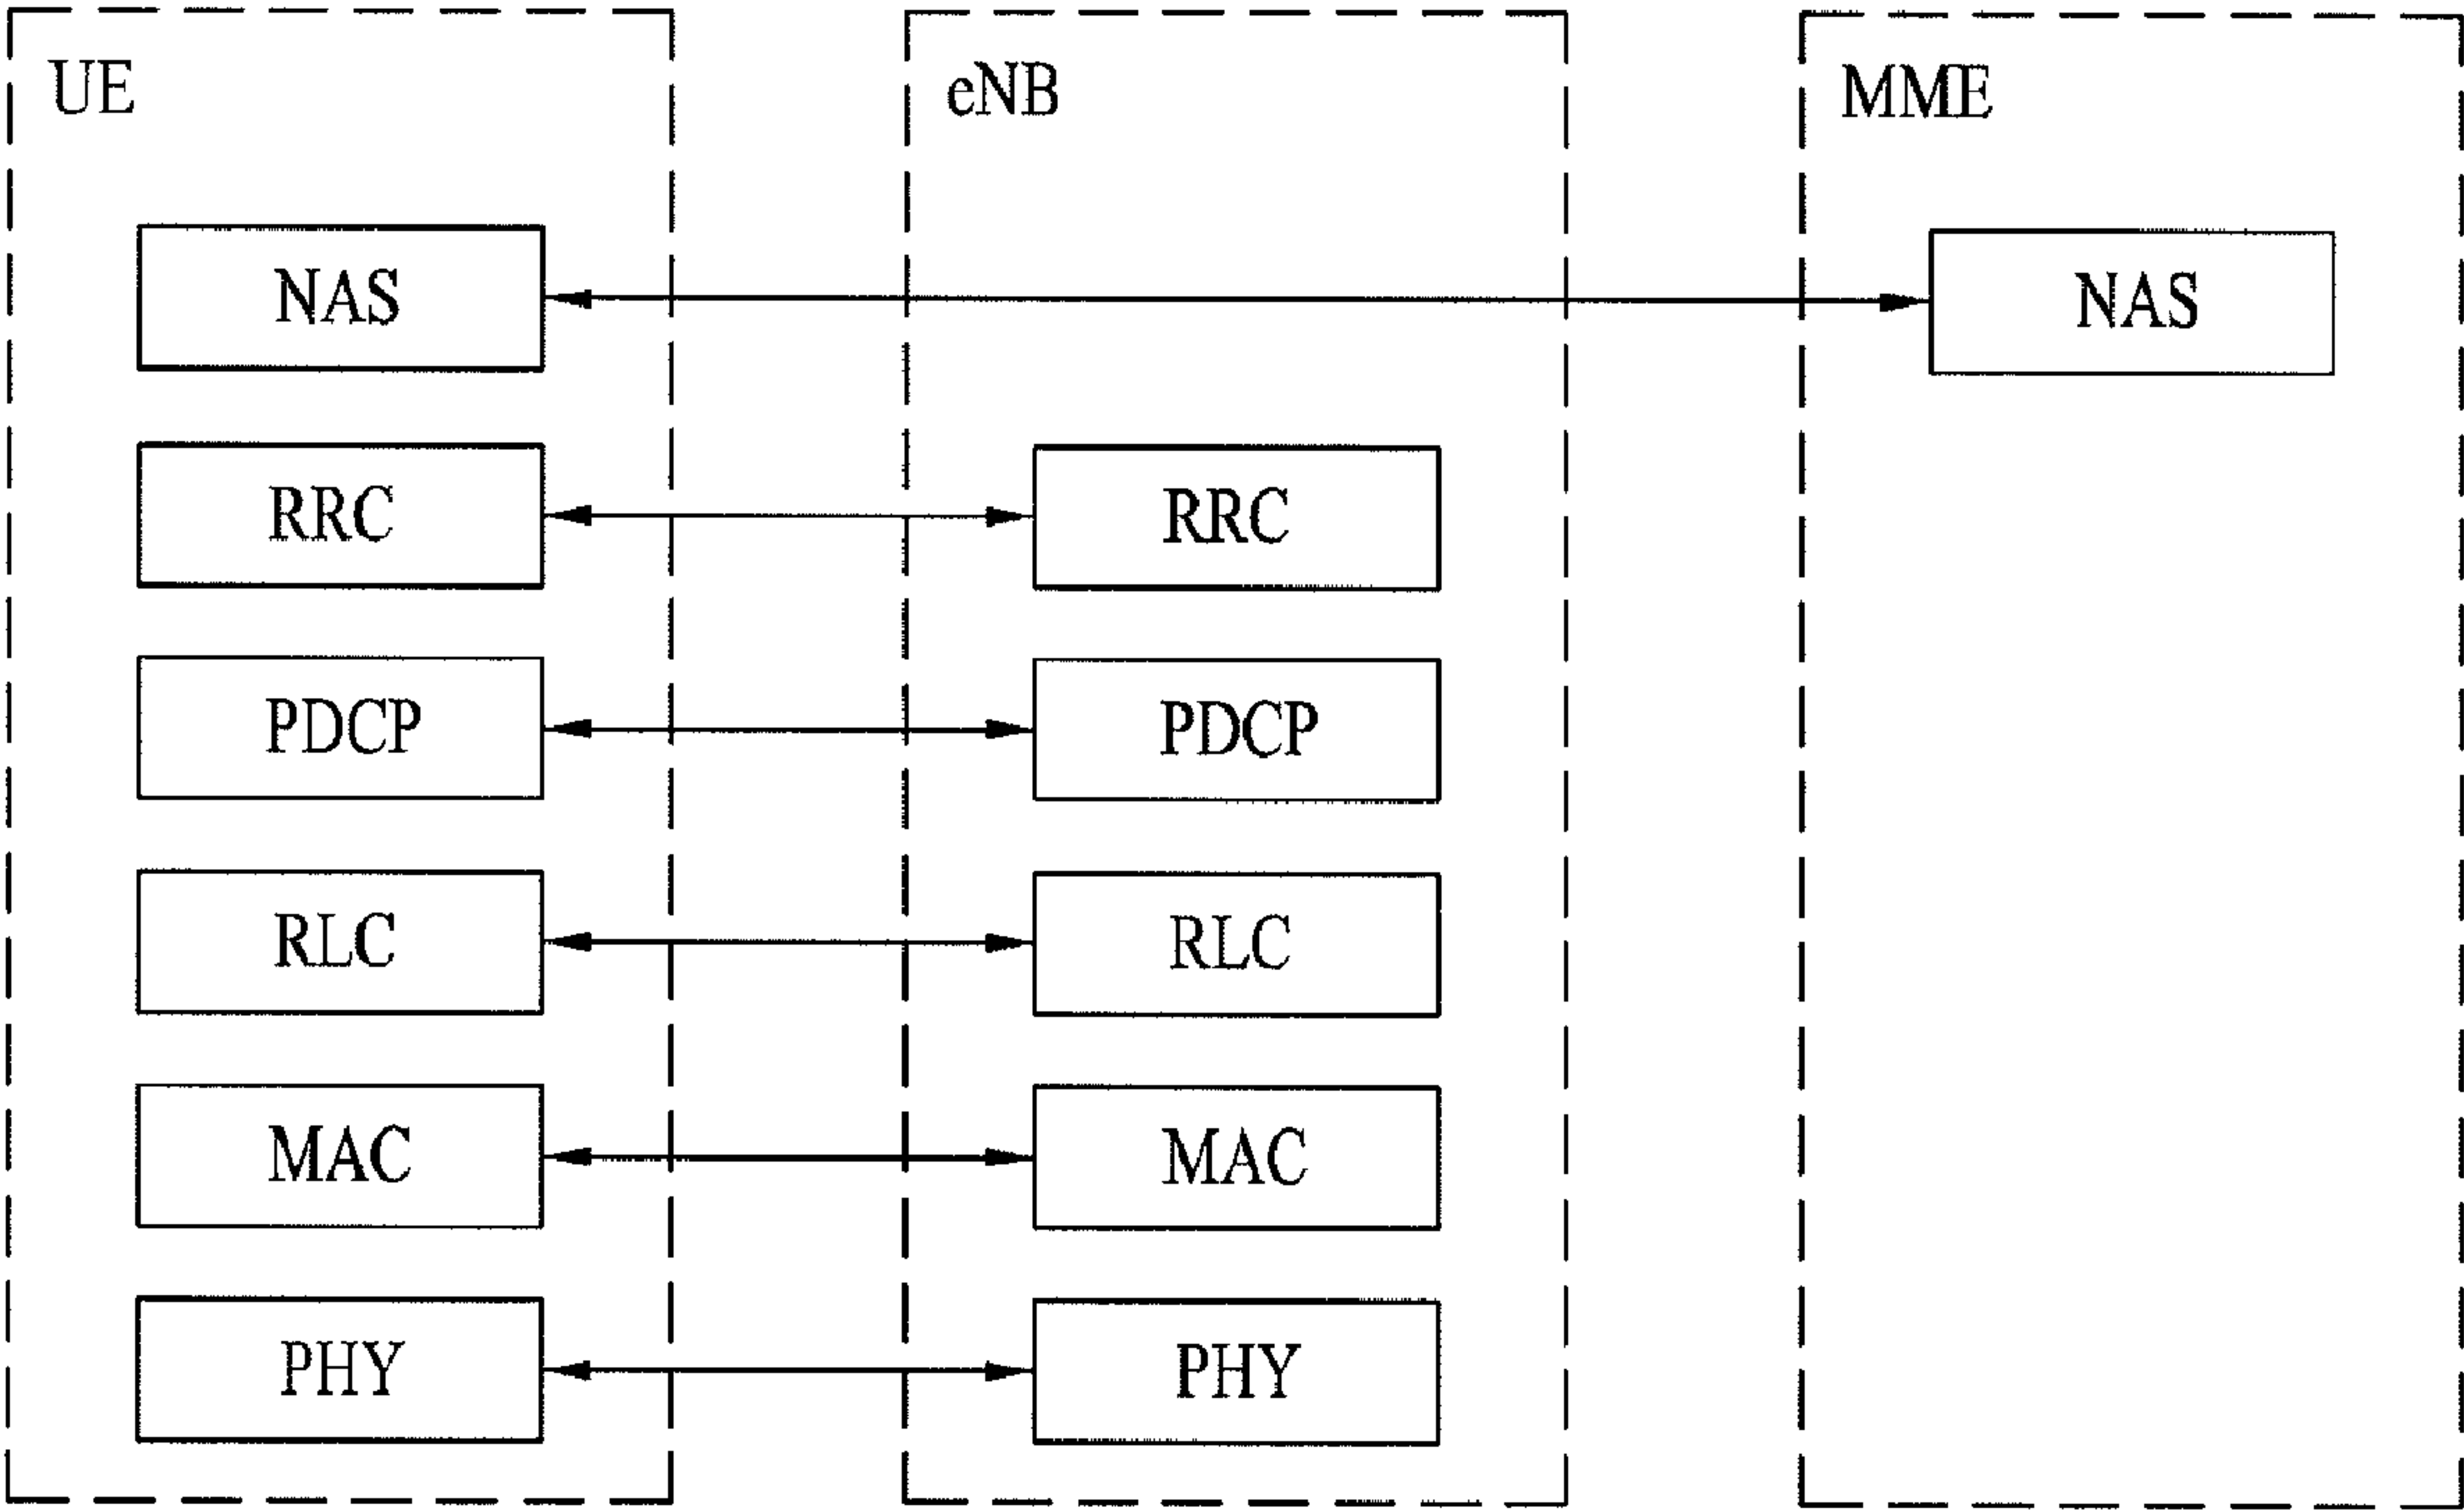 UE
eNB
MME
NAS
NAS
RRC
RRC
PDCP
PDCP
RLC
RLC
MAC
MAC
PHY
PHY